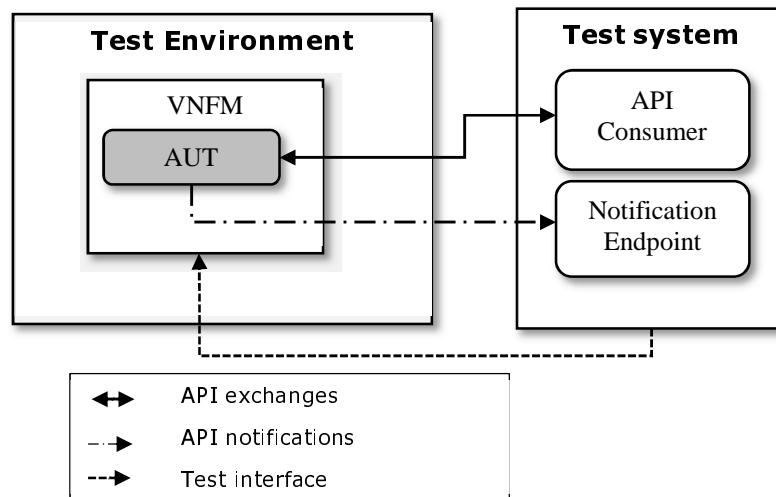 Test Environment
VNFM
AUT
Test system
API
Consumer
Notification
Endpoint
API exchanges
API notifications
Test interface